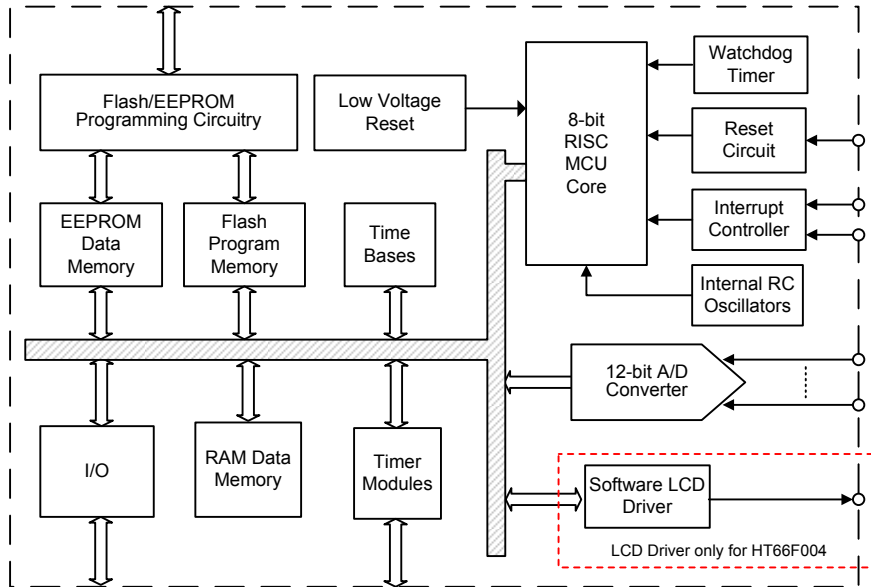 Flash/EEPROM
Programming Circuitry
Low Voltage
Reset
8-bit
RISC
MCU
Core
Watchdog
Timer
Reset
Circuit
Interrupt
Controller
Internal RC
Oscillators
EEPROM
Data
Memory
Flash
Program
Memory
Time
Bases
12-bit A/D
Converter
I/O
RAM Data
Memory
Timer
Modules
Software LCD
Driver
LCD Driver only for HT66F004